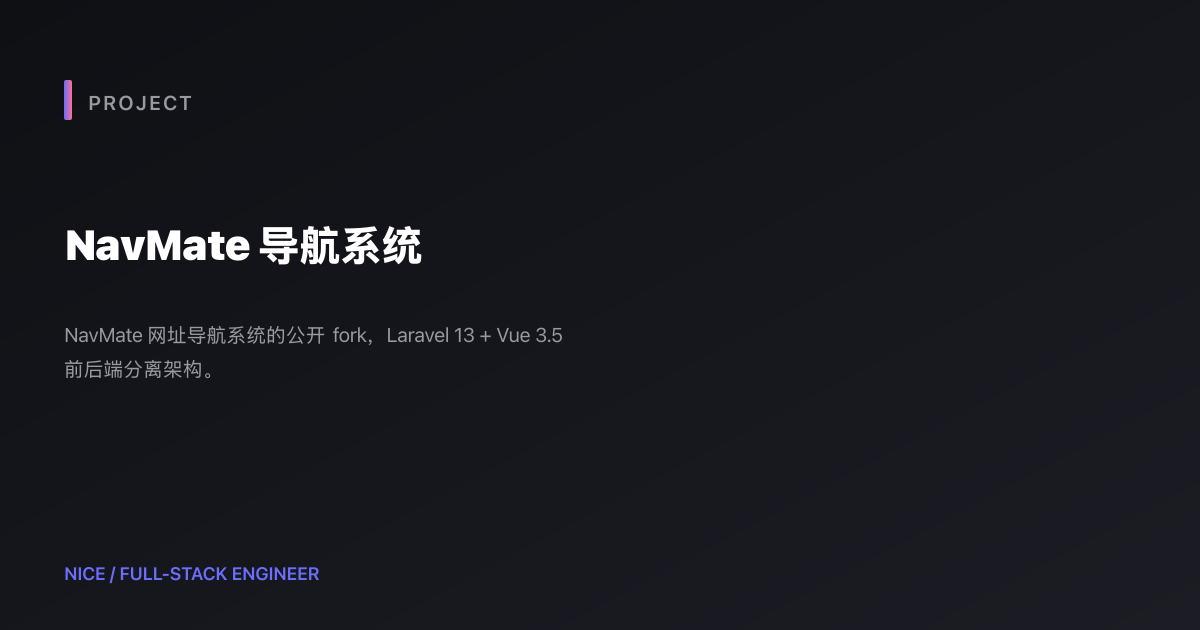 PROJECT
NavMate 导航系统
NavMate 网址导航系统的公开 fork，Laravel 13 + Vue 3.5
前后端分离架构。
NICE / FULL-STACK ENGINEER